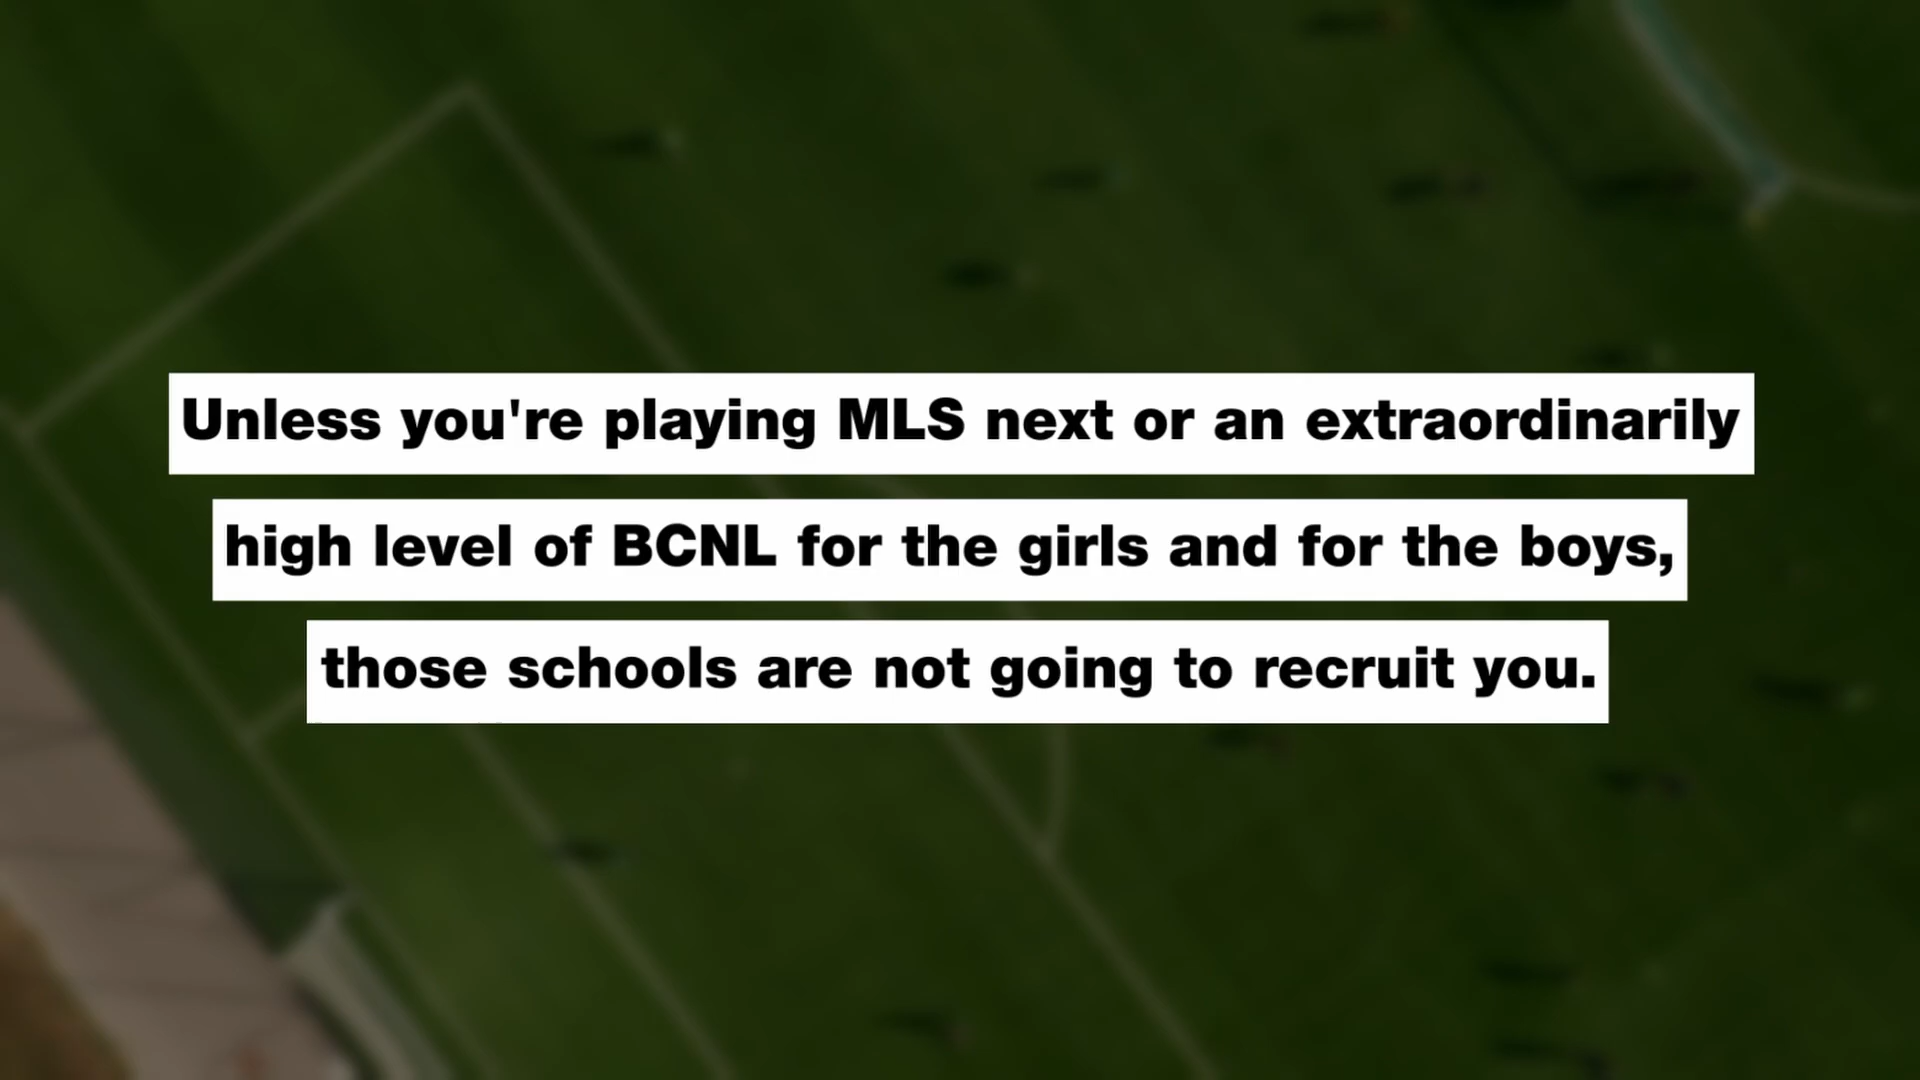 Unless you're playing MLS next or an extraordinarily
high level of BCNL for the girls and for the boys,
those schools are not going to recruit you.